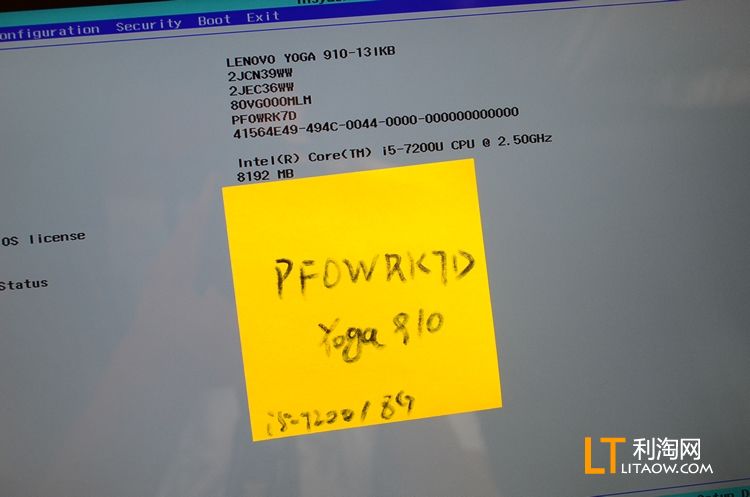 Configuration Security Boot Exit
LENOVO YOGA 910-13IKB
2JCN39WW
2JEC36WW
80VG000MLM
PF0WRK7D
41564E49-494C-0044-0000-000000000000
Intel(R) Core(TM) i5-7200U CPU @ 2.50GHz
8192 MB
OS license
Status
PF0WRK7D
Yoga 910
i5-7200/8G
LT 利淘网
LITAOW.COM